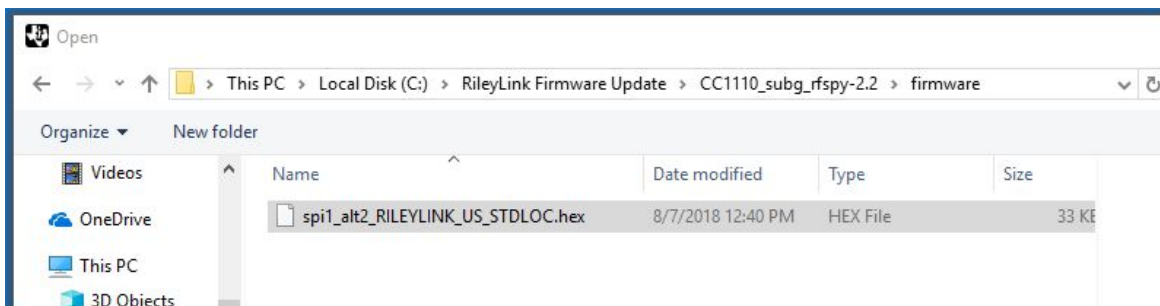 Open
This PC > Local Disk (C:) > RileyLink Firmware Update > CC1110_subg_rfspy-2.2 > firmware
Organize New folder
Videos
OneDrive
This PC
3D Objects
Name Date modified Type Size
spi1_alt2_RILEYLINK_US_STDLOC.hex 8/7/2018 12:40 PM HEX File 33 KB